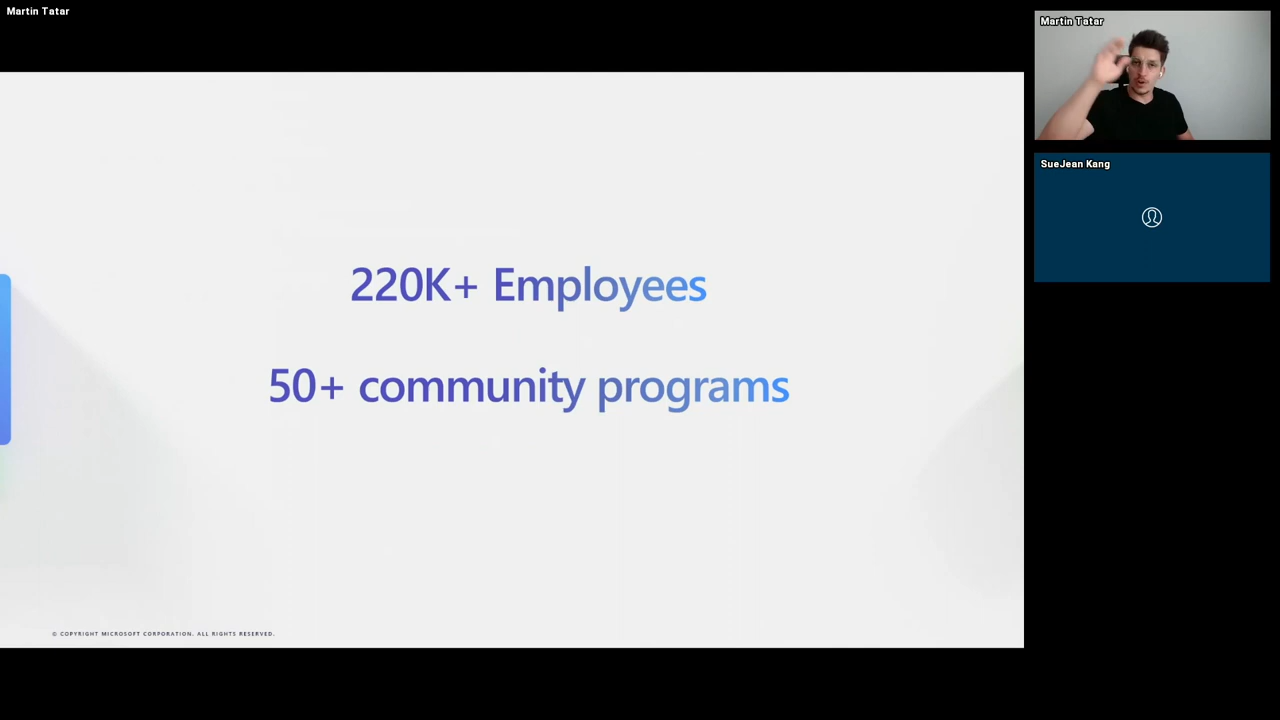 Martin Tatar
Martin Tatar
SueJean Kang
220K+ Employees
50+ community programs
© COPYRIGHT MICROSOFT CORPORATION. ALL RIGHTS RESERVED.